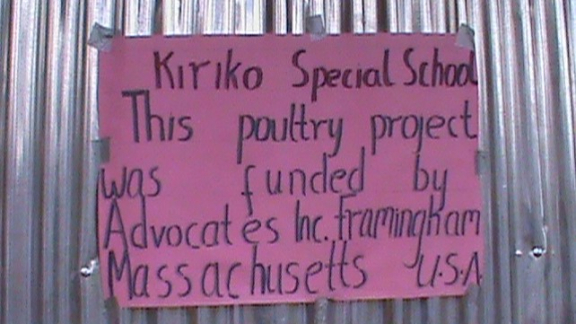 Kiriko Special School
This poultry project
was funded by
Advocates Inc. Framingham
Massachusetts U.S.A